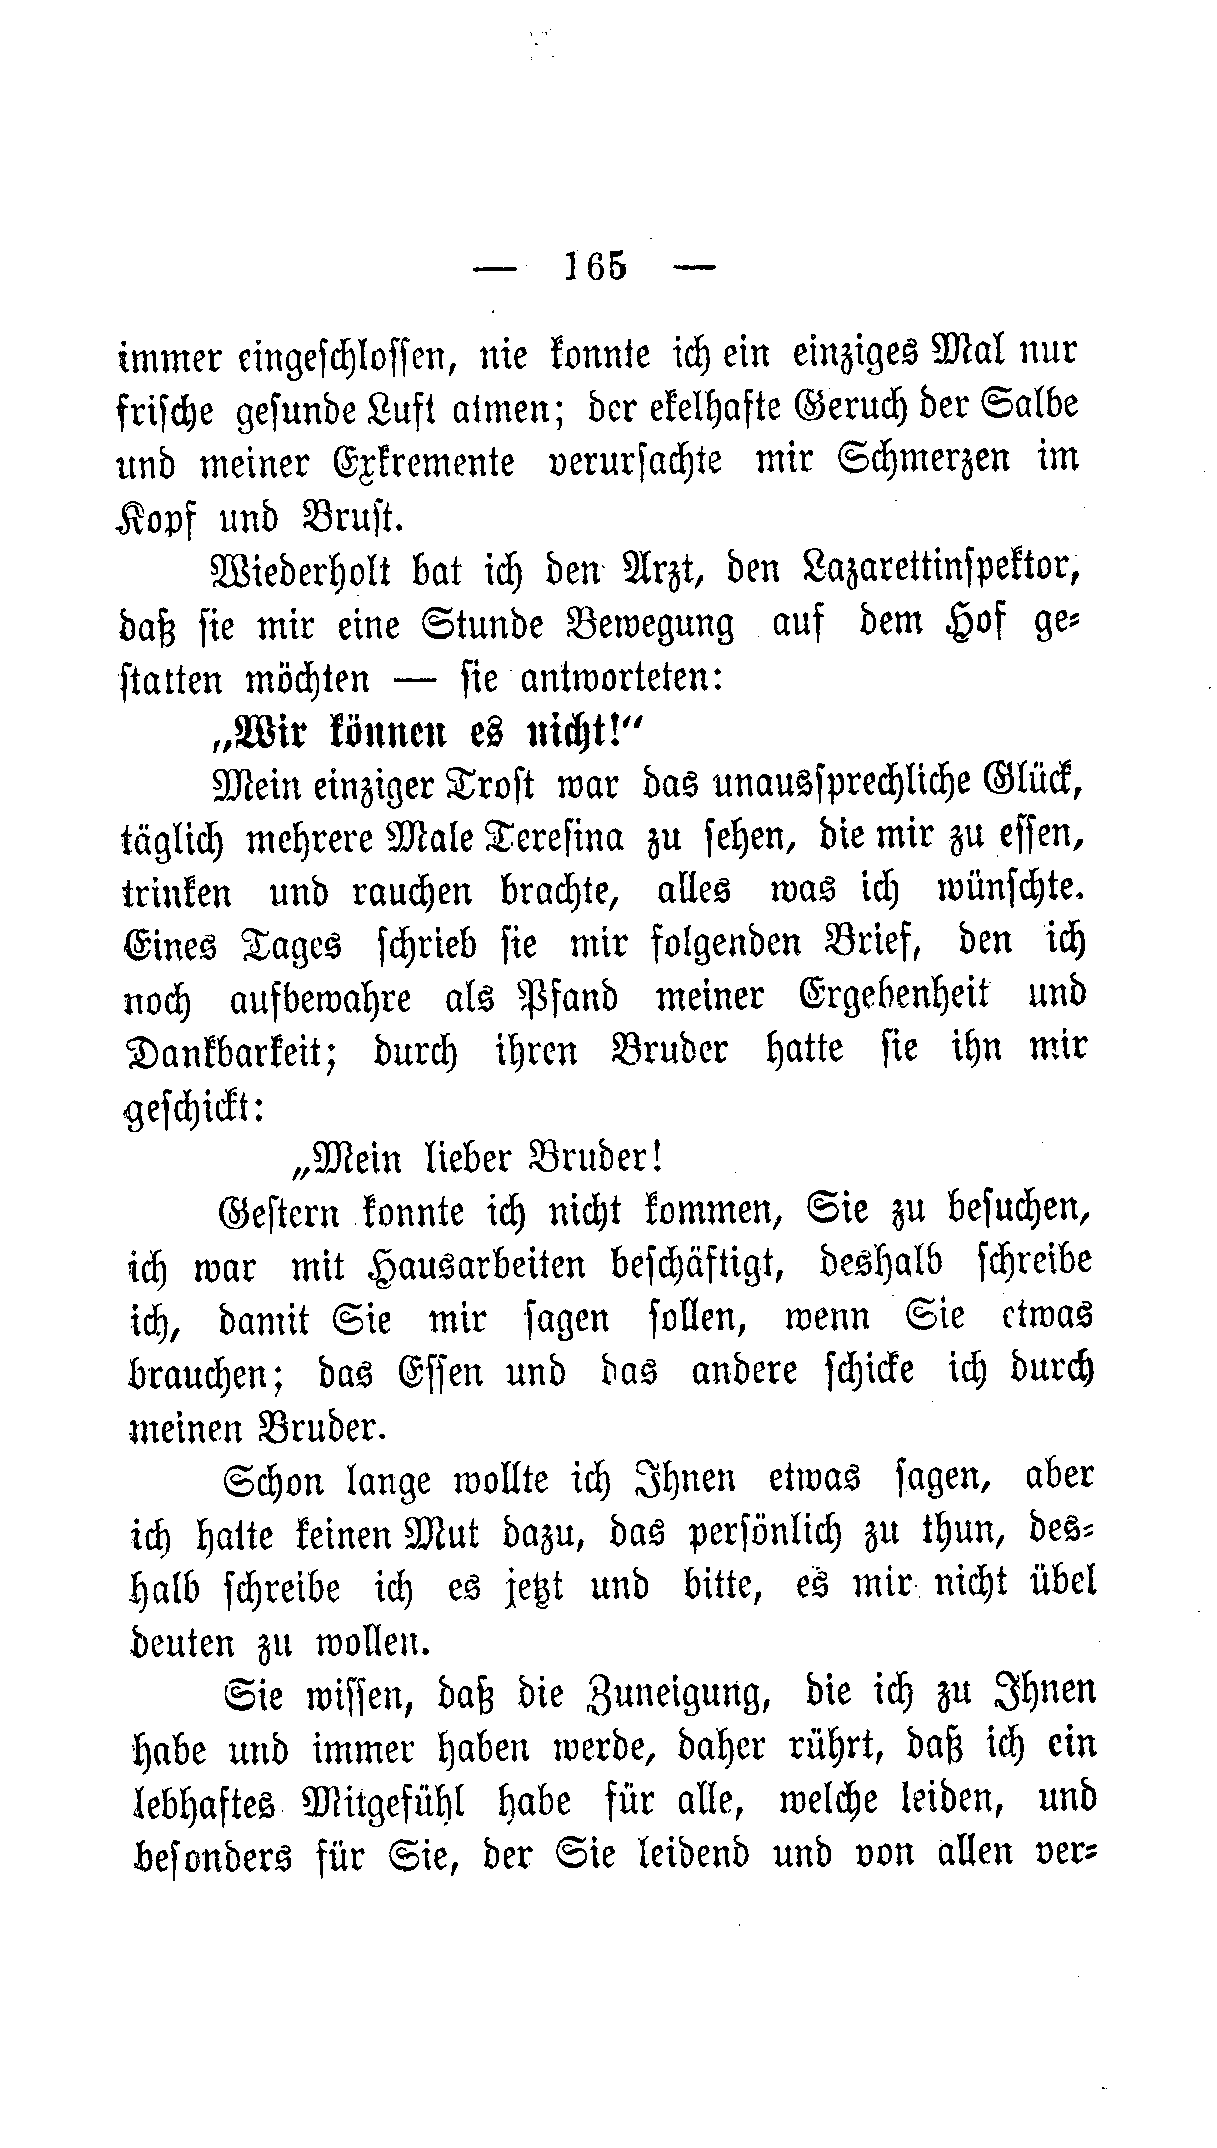 — 165 —
immer eingeschlossen, nie konnte ich ein einziges Mal nur
frische gesunde Luft atmen; der ekelhafte Geruch der Salbe
und meiner Exkremente verursachte mir Schmerzen im
Kopf und Brust.
Wiederholt bat ich den Arzt, den Lazarettinspektor,
daß sie mir eine Stunde Bewegung auf dem Hof ge-
statten möchten — sie antworteten:
„Wir können es nicht!“
Mein einziger Trost war das unaussprechliche Glück,
täglich mehrere Male Teresina zu sehen, die mir zu essen,
trinken und rauchen brachte, alles was ich wünschte.
Eines Tages schrieb sie mir folgenden Brief, den ich
noch aufbewahre als Pfand meiner Ergebenheit und
Dankbarkeit; durch ihren Bruder hatte sie ihn mir
geschickt:
„Mein lieber Bruder!
Gestern konnte ich nicht kommen, Sie zu besuchen,
ich war mit Hausarbeiten beschäftigt, deshalb schreibe
ich, damit Sie mir sagen sollen, wenn Sie etwas
brauchen; das Essen und das andere schicke ich durch
meinen Bruder.
Schon lange wollte ich Ihnen etwas sagen, aber
ich hatte keinen Mut dazu, das persönlich zu thun, des-
halb schreibe ich es jetzt und bitte, es mir nicht übel
deuten zu wollen.
Sie wissen, daß die Zuneigung, die ich zu Ihnen
habe und immer haben werde, daher rührt, daß ich ein
lebhaftes Mitgefühl habe für alle, welche leiden, und
besonders für Sie, der Sie leidend und von allen ver-